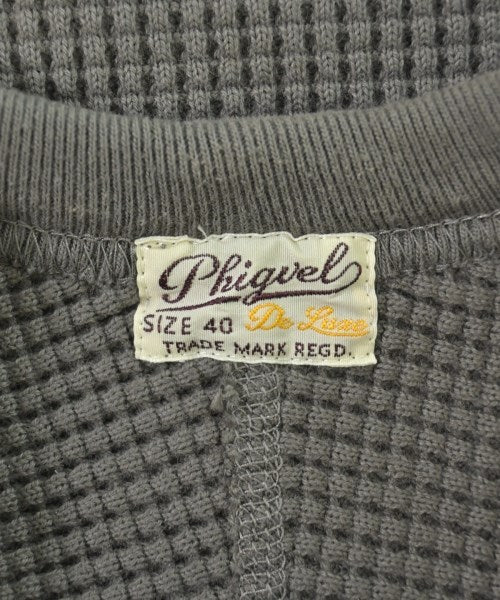 Phigvel
SIZE 40 De Luxe
TRADE MARK REGD.